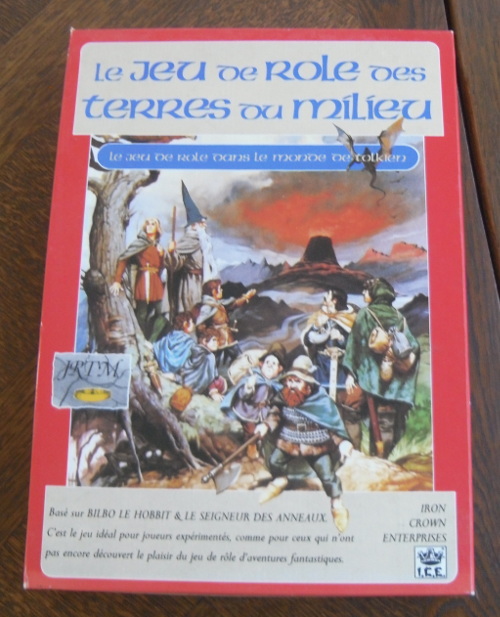 Le Jeu de Role des
Terres du Milieu
Le Jeu de Role dans le monde de Tolkien
JRTM
Basé sur BILBO LE HOBBIT & LE SEIGNEUR DES ANNEAUX.
C'est le jeu idéal pour joueurs expérimentés, comme pour ceux qui n'ont
pas encore découvert le plaisir du jeu de rôle d'aventures fantastiques.
IRON
CROWN
ENTERPRISES
I.C.E.